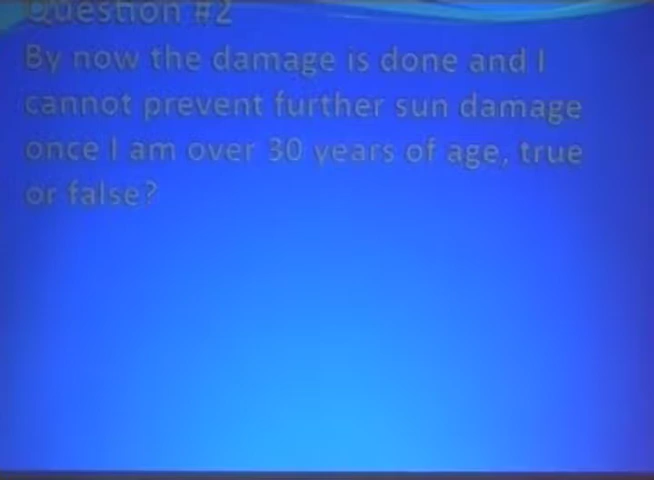 Question #2
By now the damage is done and I
cannot prevent further sun damage
once I am over 30 years of age, true
or false?